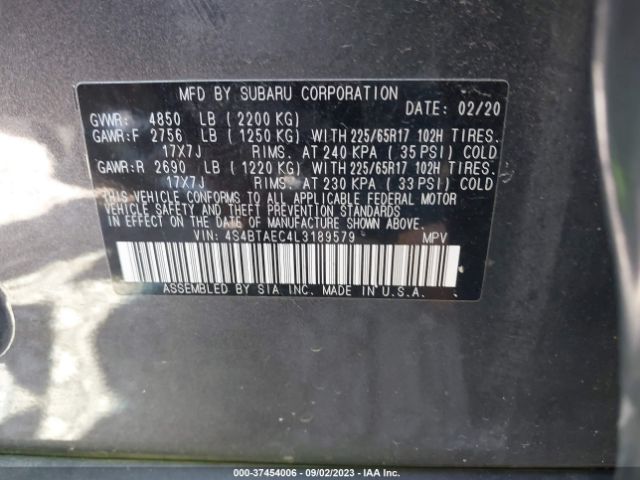 MFD BY SUBARU CORPORATION
DATE: 02/20
GVWR: 4850 LB (2200 KG)
GAWR:F 2756 LB (1250 KG) WITH 225/65R17 102H TIRES.
17X7J RIMS. AT 240 KPA (35 PSI) COLD
GAWR:R 2690 LB (1220 KG) WITH 225/65R17 102H TIRES.
17X7J RIMS. AT 230 KPA (33 PSI) COLD
THIS VEHICLE CONFORMS TO ALL APPLICABLE FEDERAL MOTOR
VEHICLE SAFETY AND THEFT PREVENTION STANDARDS
IN EFFECT ON THE DATE OF MANUFACTURE SHOWN ABOVE.
VIN: 4S4BTAEC4L3189579 MPV
ASSEMBLED BY SIA INC. MADE IN U.S.A.
000-37454006 - 09/02/2023 - IAA Inc.